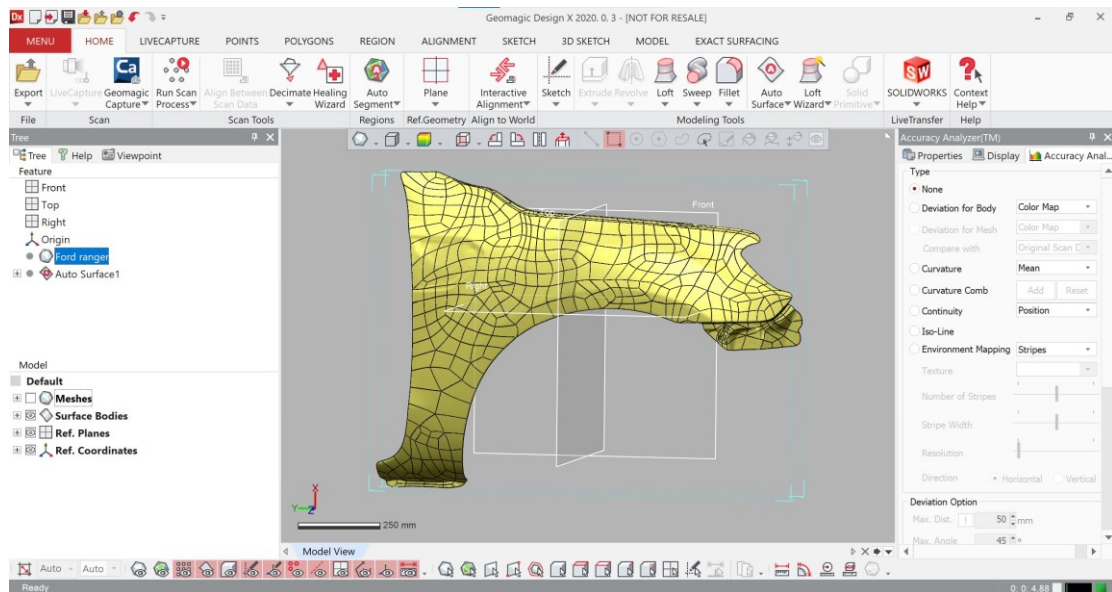 Dx
Geomagic Design X 2020. 0. 3 - [NOT FOR RESALE]
MENU HOME LIVECAPTURE POINTS POLYGONS REGION ALIGNMENT SKETCH 3D SKETCH MODEL EXACT SURFACING
Export LiveCapture Geomagic Capture Run Scan Process Align Between Scan Data Decimate Healing Wizard Auto Segment Plane Interactive Alignment Sketch Extrude Revolve Loft Sweep Fillet Auto Surface Loft Wizard Solid Primitive SOLIDWORKS Context Help
File Scan Scan Tools Regions Ref.Geometry Align to World Modeling Tools LiveTransfer Help
Tree
Tree Help Viewpoint
Feature
Front
Top
Right
Origin
Ford ranger
Auto Surface1
Model
Default
Meshes
Surface Bodies
Ref. Planes
Ref. Coordinates
Front
Right
X
Y
Z
250 mm
Model View
Accuracy Analyzer(TM)
Properties Display Accuracy Anal...
Type
None
Deviation for Body Color Map
Deviation for Mesh Color Map
Compare with Original Scan D
Curvature Mean
Curvature Comb Add Reset
Continuity Position
Iso-Line
Environment Mapping Stripes
Texture
Number of Stripes
Stripe Width
Resolution
Direction Horizontal Vertical
Deviation Option
Max. Dist. 50 mm
Max. Angle 45 °
Auto Auto
Ready
0: 0: 4.88